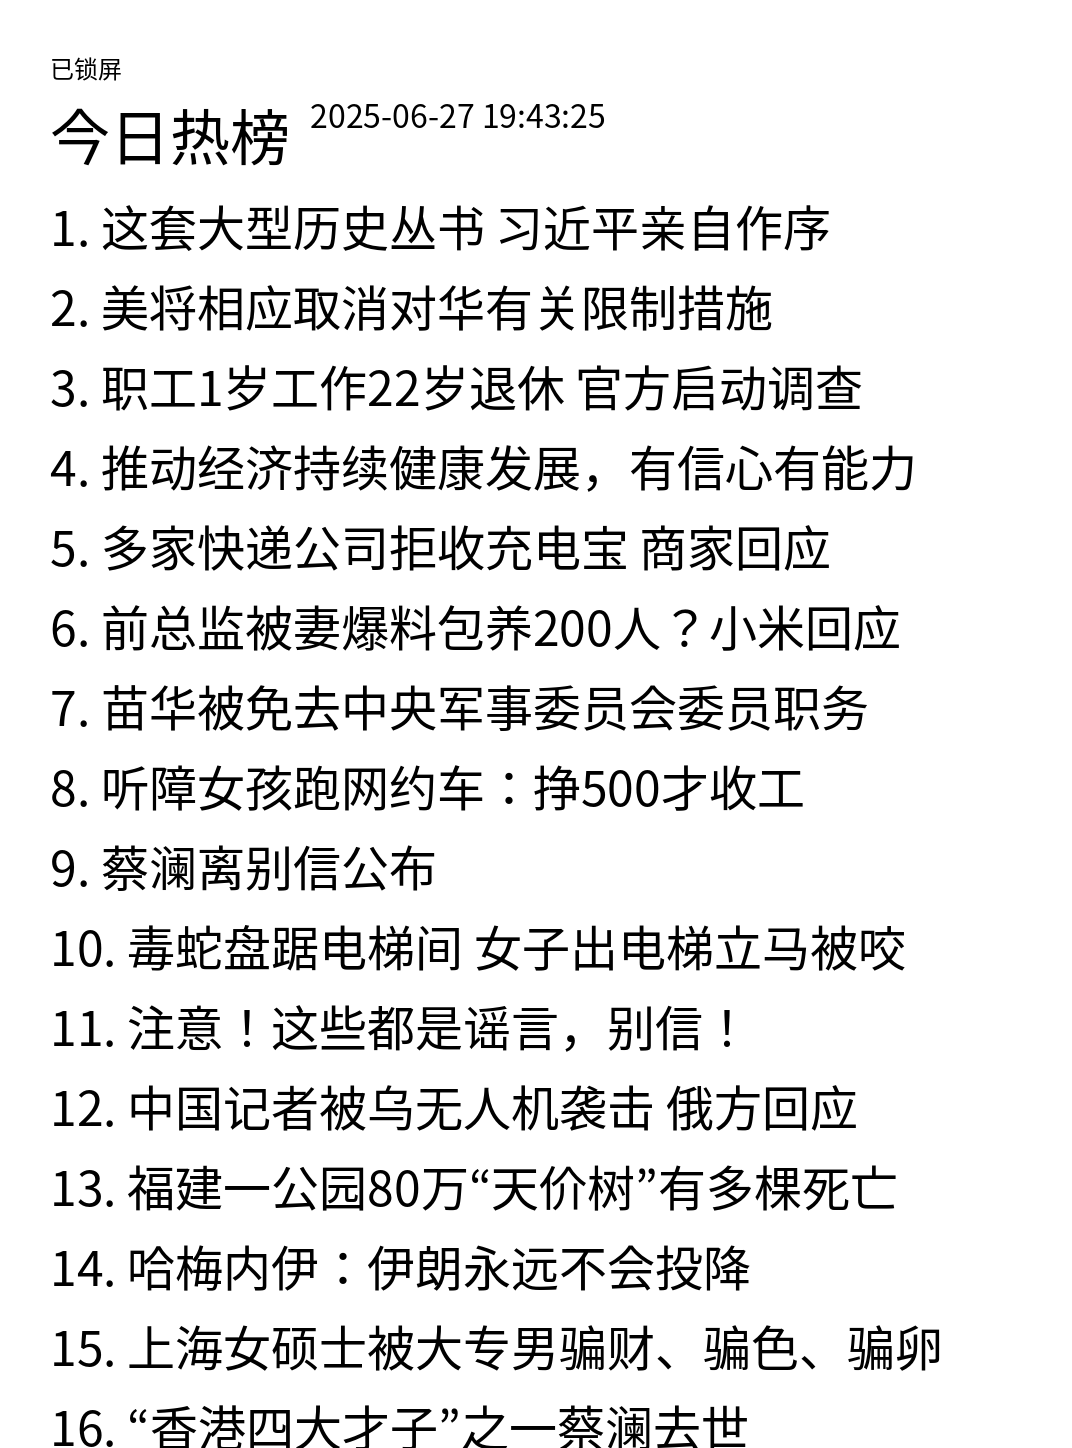 已锁屏
今日热榜 2025-06-27 19:43:25
1. 这套大型历史丛书 习近平亲自作序
2. 美将相应取消对华有关限制措施
3. 职工1岁工作22岁退休 官方启动调查
4. 推动经济持续健康发展，有信心有能力
5. 多家快递公司拒收充电宝 商家回应
6. 前总监被妻爆料包养200人？小米回应
7. 苗华被免去中央军事委员会委员职务
8. 听障女孩跑网约车：挣500才收工
9. 蔡澜离别信公布
10. 毒蛇盘踞电梯间 女子出电梯立马被咬
11. 注意！这些都是谣言，别信！
12. 中国记者被乌无人机袭击 俄方回应
13. 福建一公园80万“天价树”有多棵死亡
14. 哈梅内伊：伊朗永远不会投降
15. 上海女硕士被大专男骗财、骗色、骗卵
16. “香港四大才子”之一蔡澜去世